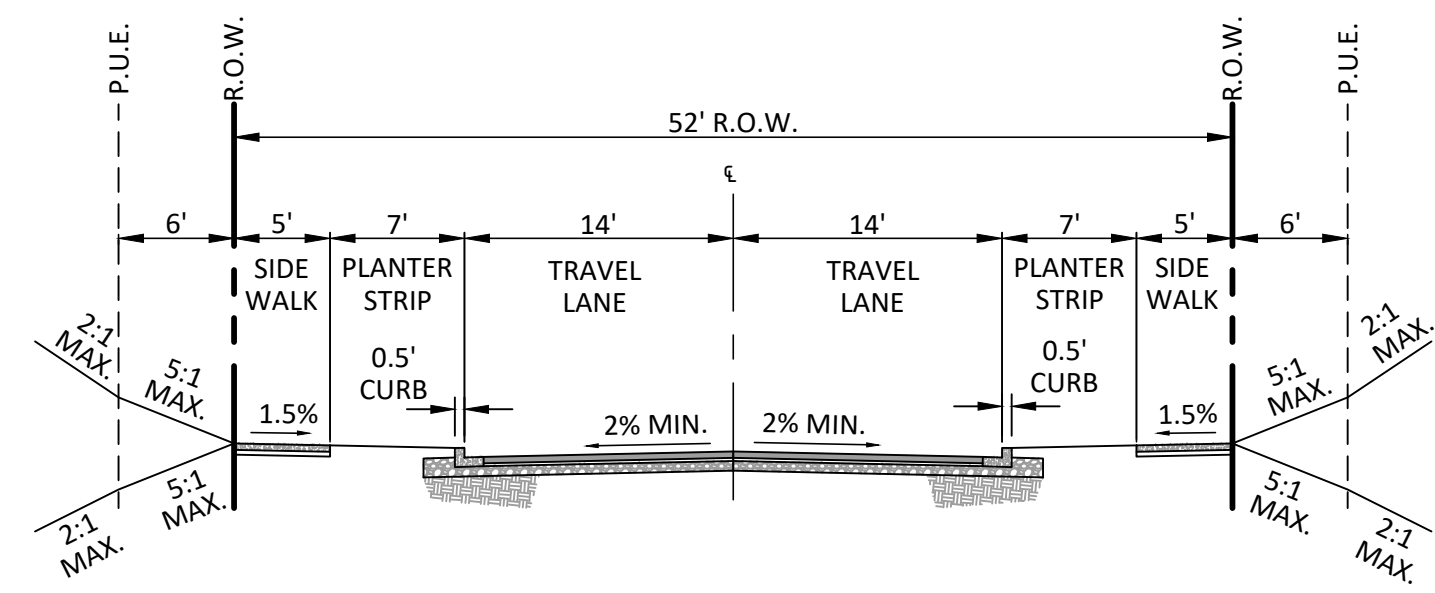 P.U.E.
R.O.W.
R.O.W.
P.U.E.
52' R.O.W.
℄
6'
5'
7'
14'
14'
7'
5'
6'
SIDE
WALK
PLANTER
STRIP
TRAVEL
LANE
TRAVEL
LANE
PLANTER
STRIP
SIDE
WALK
0.5'
CURB
0.5'
CURB
2:1
MAX.
5:1
MAX.
1.5%
2% MIN.
2% MIN.
1.5%
5:1
MAX.
2:1
MAX.
5:1
MAX.
2:1
MAX.
5:1
MAX.
2:1
MAX.